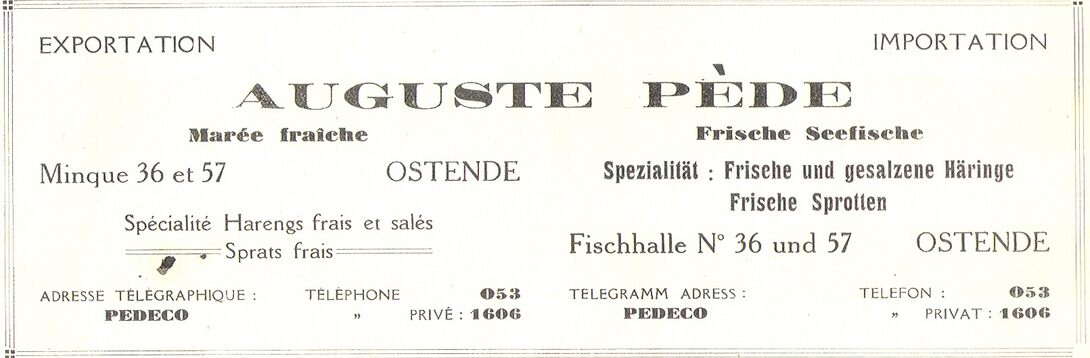 EXPORTATION
IMPORTATION
AUGUSTE PÈDE
Marée fraîche
Minque 36 et 57 OSTENDE
Spécialité Harengs frais et salés
Sprats frais
ADRESSE TÉLÉGRAPHIQUE : TÉLÉPHONE 053
PEDECO „ PRIVÉ : 1606
Frische Seefische
Spezialität : Frische und gesalzene Häringe
Frische Sprotten
Fischhalle N° 36 und 57 OSTENDE
TELEGRAMM ADRESS : TELEFON : 053
PEDECO „ PRIVAT : 1606